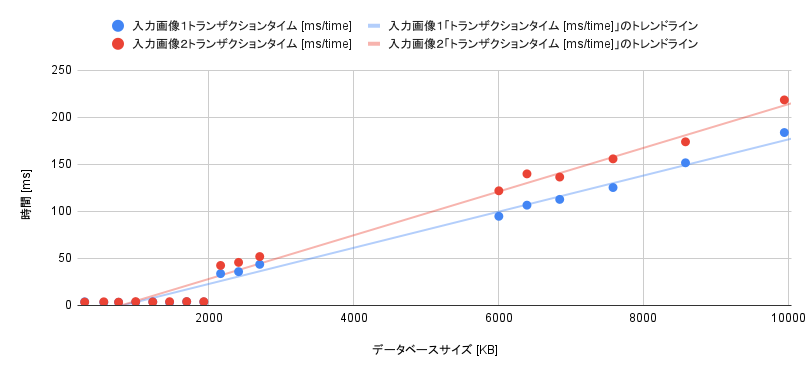 入力画像1トランザクションタイム [ms/time]
入力画像1「トランザクションタイム [ms/time]」のトレンドライン
入力画像2トランザクションタイム [ms/time]
入力画像2「トランザクションタイム [ms/time]」のトレンドライン
250
200
150
100
50
0
時間 [ms]
2000
4000
6000
8000
10000
データベースサイズ [KB]